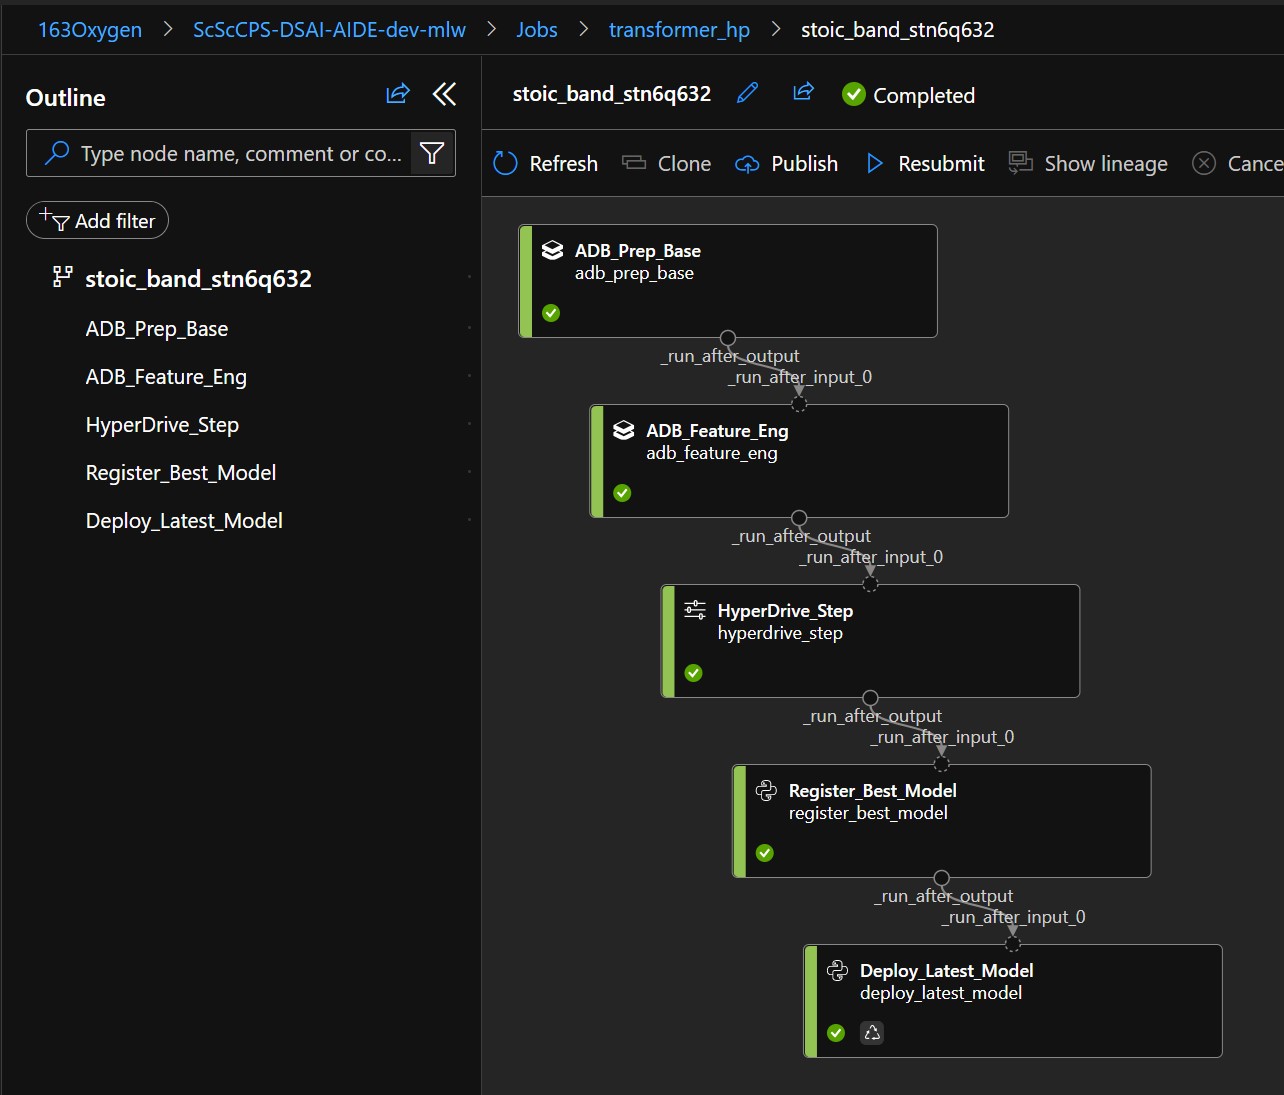 163Oxygen > ScScCPS-DSAI-AIDE-dev-mlw > Jobs > transformer_hp > stoic_band_stn6q632
Outline
Type node name, comment or co...
Add filter
stoic_band_stn6q632
ADB_Prep_Base
ADB_Feature_Eng
HyperDrive_Step
Register_Best_Model
Deploy_Latest_Model
stoic_band_stn6q632 Completed
Refresh Clone Publish Resubmit Show lineage Cance
ADB_Prep_Base
adb_prep_base
_run_after_output
_run_after_input_0
ADB_Feature_Eng
adb_feature_eng
_run_after_output
_run_after_input_0
HyperDrive_Step
hyperdrive_step
_run_after_output
_run_after_input_0
Register_Best_Model
register_best_model
_run_after_output
_run_after_input_0
Deploy_Latest_Model
deploy_latest_model